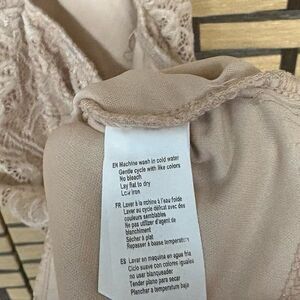 EN Machine wash in cold water
Gentle cycle with like colors
No bleach
Lay flat to dry
Low iron
FR Laver à la machine à l'eau froide
Laver au cycle délicat avec des
couleurs semblables
Ne pas utiliser d'agent de
blanchiment
Sécher à plat
Repasser à basse température
ES Lavar en maquina en agua fria
Ciclo suave con colores iguales
no usar blanqueador
Tender plano para secar
Planchar a temperatura baja